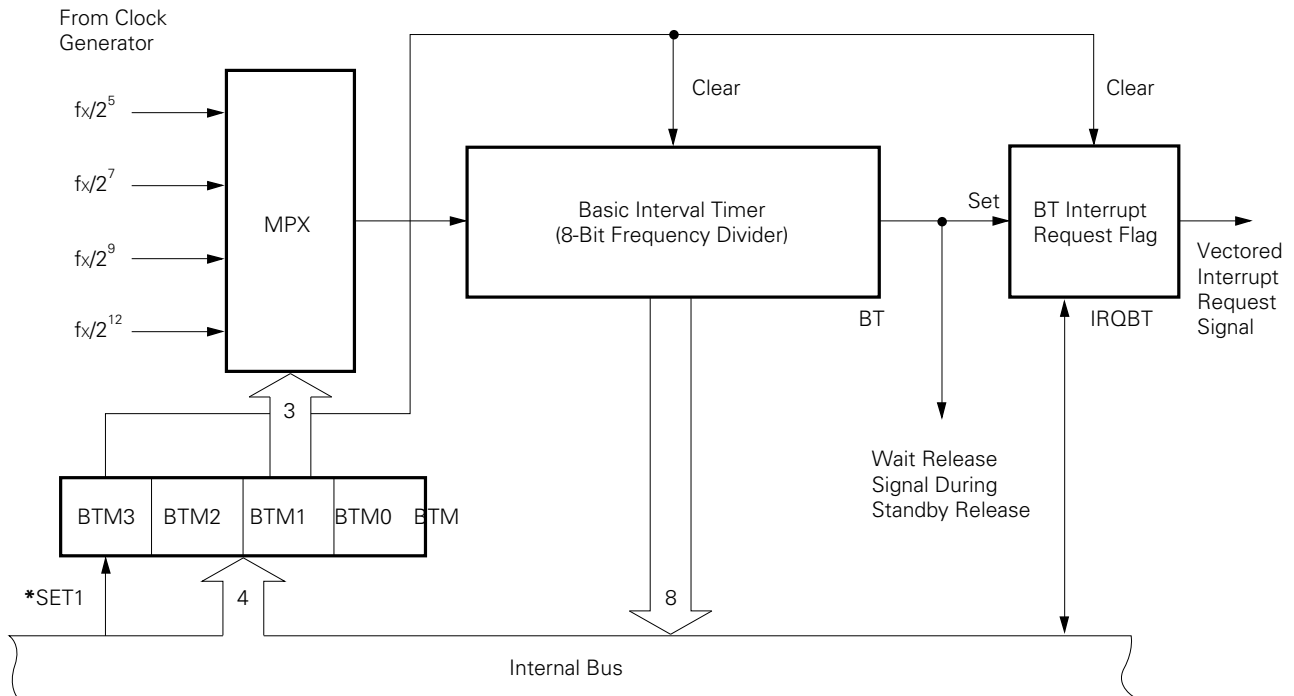 From Clock
Generator
fx/2^5
fx/2^7
fx/2^9
fx/2^12
MPX
3
Clear
Clear
Basic Interval Timer
(8-Bit Frequency Divider)
BT
Set
BT Interrupt
Request Flag
IRQBT
Vectored
Interrupt
Request
Signal
Wait Release
Signal During
Standby Release
BTM3 BTM2 BTM1 BTM0 BTM
*SET1
4
8
Internal Bus